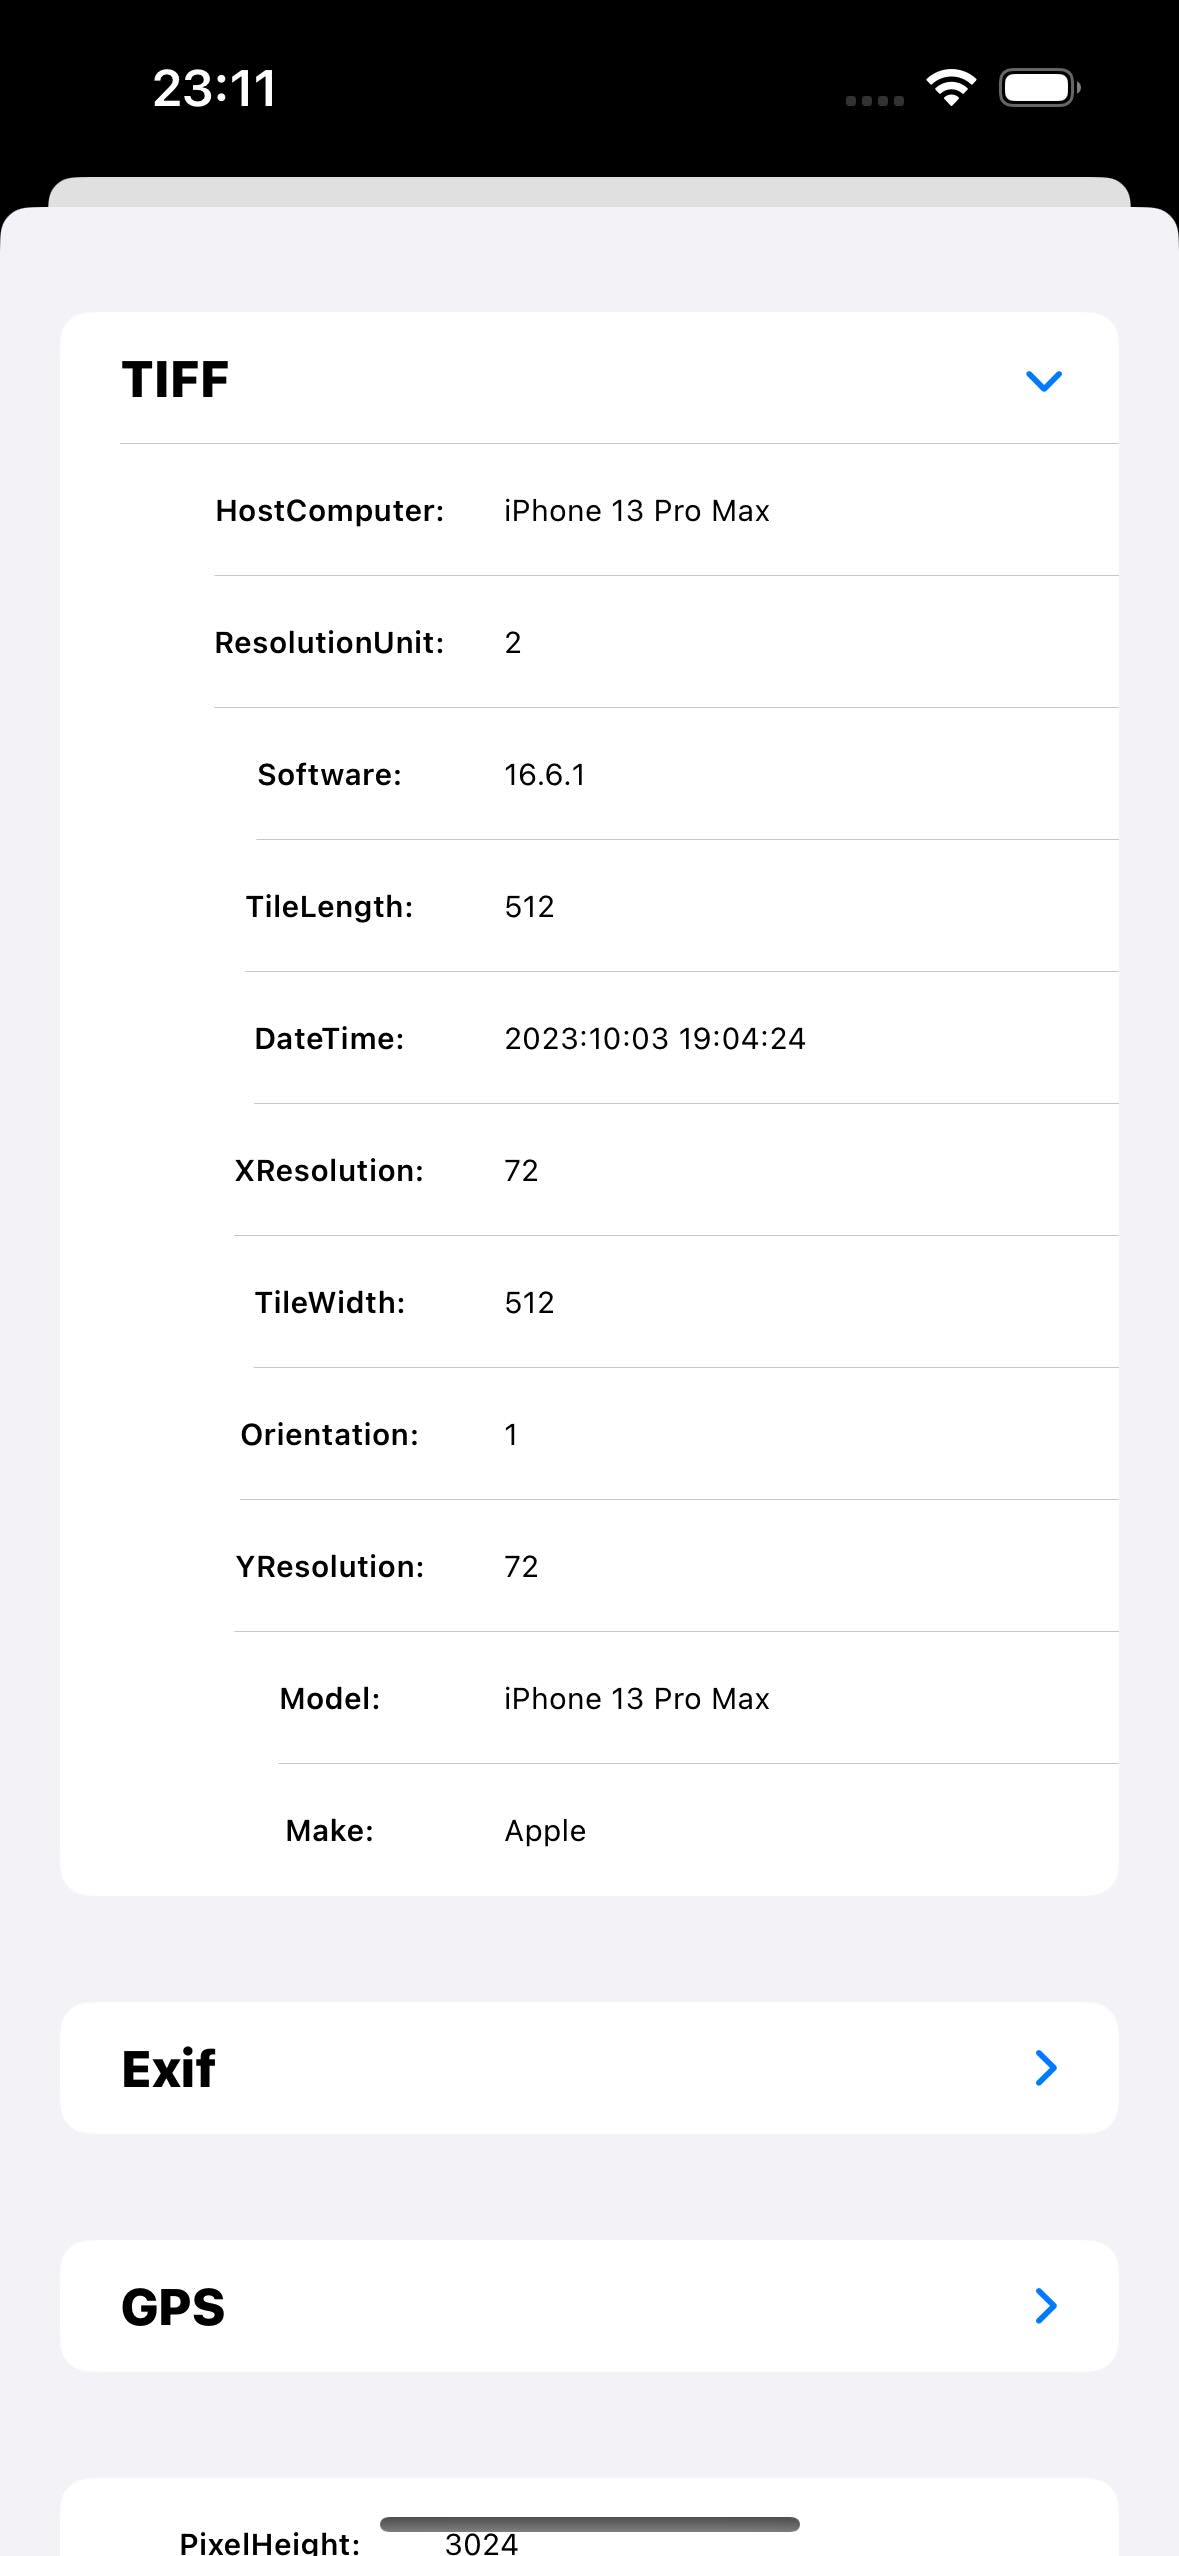 23:11
TIFF
HostComputer: iPhone 13 Pro Max
ResolutionUnit: 2
Software: 16.6.1
TileLength: 512
DateTime: 2023:10:03 19:04:24
XResolution: 72
TileWidth: 512
Orientation: 1
YResolution: 72
Model: iPhone 13 Pro Max
Make: Apple
Exif
GPS
PixelHeight: 3024